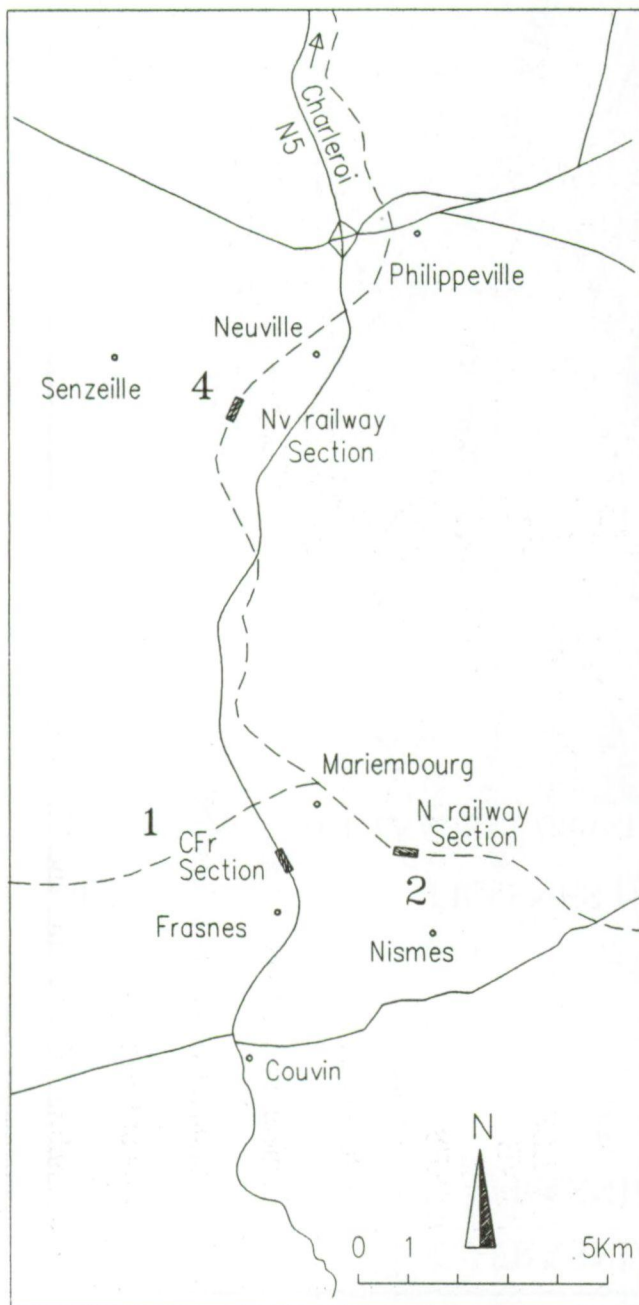 Charleroi
N5
Philippeville
Neuville
Senzeille
4
Nv railway
Section
Mariembourg
1
CFr
Section
N railway
Section
2
Frasnes
Nismes
Couvin
N
0 1 5Km